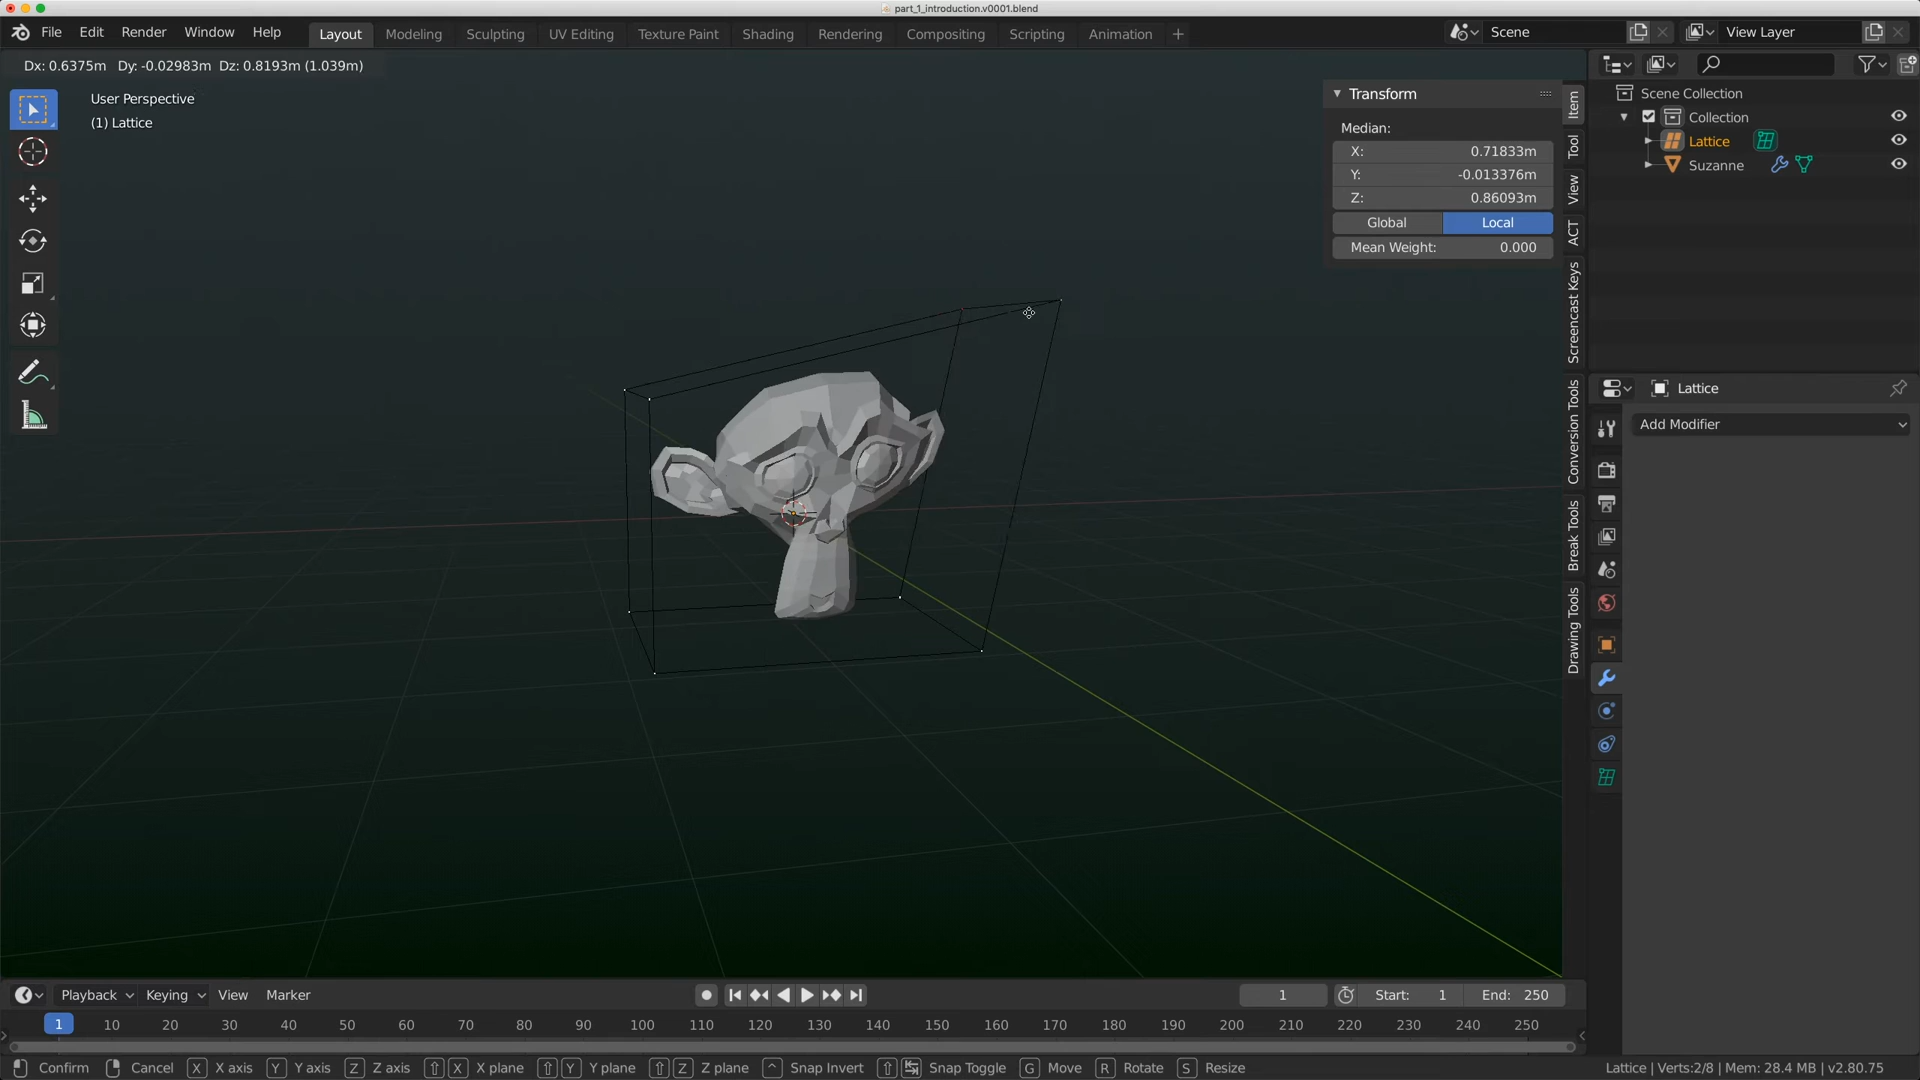 part_1_introduction.v0001.blend
File Edit Render Window Help Layout Modeling Sculpting UV Editing Texture Paint Shading Rendering Compositing Scripting Animation + Scene View Layer
Dx: 0.6375m Dy: -0.02983m Dz: 0.8193m (1.039m)
User Perspective
(1) Lattice
Transform
Median:
X: 0.71833m
Y: -0.013376m
Z: 0.86093m
Global Local
Mean Weight: 0.000
Item
Tool
View
ACT
Screencast Keys
Conversion Tools
Break Tools
Drawing Tools
Scene Collection
Collection
Lattice
Suzanne
Lattice
Add Modifier
Playback Keying View Marker 1 Start: 1 End: 250
1 10 20 30 40 50 60 70 80 90 100 110 120 130 140 150 160 170 180 190 200 210 220 230 240 250
Confirm Cancel X X axis Y Y axis Z Z axis X X plane Y Y plane Z Z plane ^ Snap Invert Snap Toggle G Move R Rotate S Resize Lattice | Verts:2/8 | Mem: 28.4 MB | v2.80.75